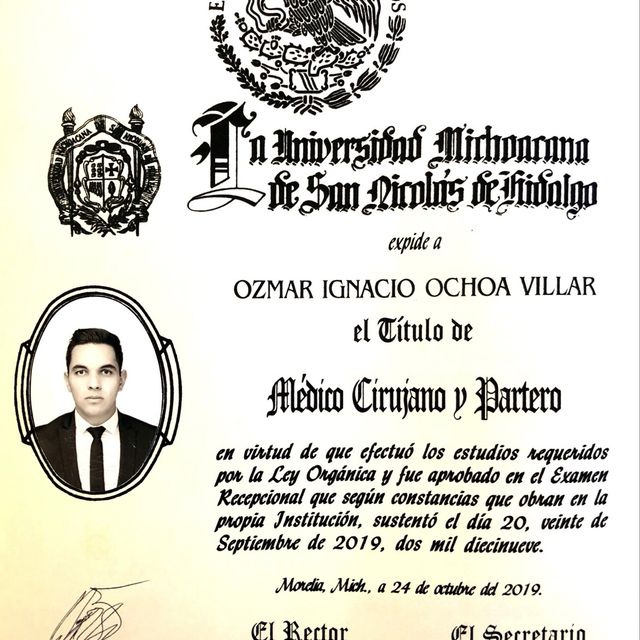 La Universidad Michoacana
de San Nicolás de Hidalgo
expide a
OZMAR IGNACIO OCHOA VILLAR
el Título de
Médico Cirujano y Partero
en virtud de que efectuó los estudios requeridos
por la Ley Orgánica y fue aprobado en el Examen
Recepcional que según constancias que obran en la
propia Institución, sustentó el día 20, veinte de
Septiembre de 2019, dos mil diecinueve.
Morelia, Mich., a 24 de octubre del 2019.
El Rector El Secretario